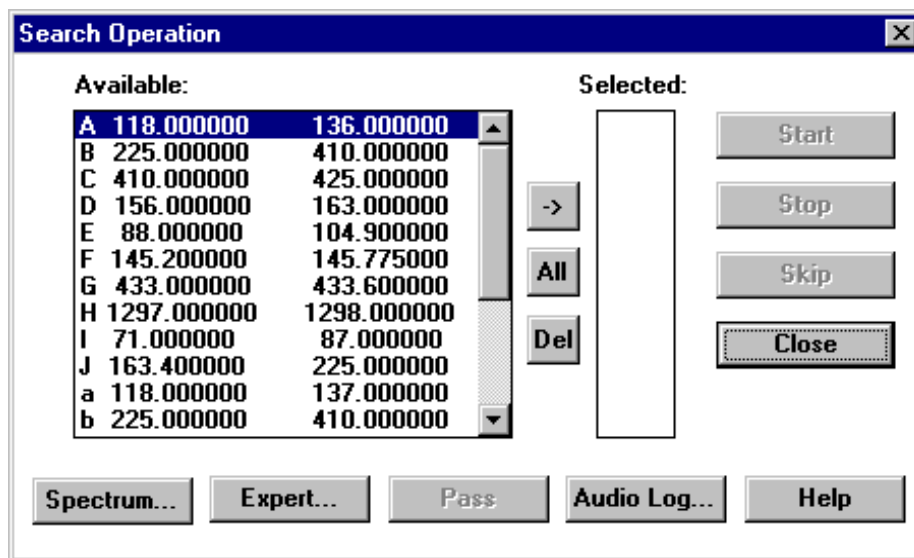 Search Operation
Available:
Selected:
A 118.000000 136.000000
B 225.000000 410.000000
C 410.000000 425.000000
D 156.000000 163.000000
E 88.000000 104.900000
F 145.200000 145.775000
G 433.000000 433.600000
H 1297.000000 1298.000000
I 71.000000 87.000000
J 163.400000 225.000000
a 118.000000 137.000000
b 225.000000 410.000000
->
All
Del
Start
Stop
Skip
Close
Spectrum... Expert... Pass Audio Log... Help